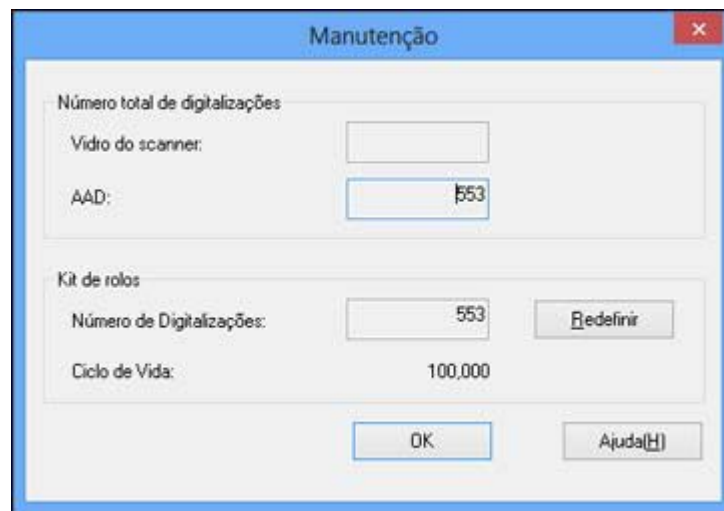 Manutenção
Número total de digitalizações
Vidro do scanner:
AAD: 553
Kit de rolos
Número de Digitalizações: 553 Redefinir
Ciclo de Vida: 100,000
OK Ajuda(H)